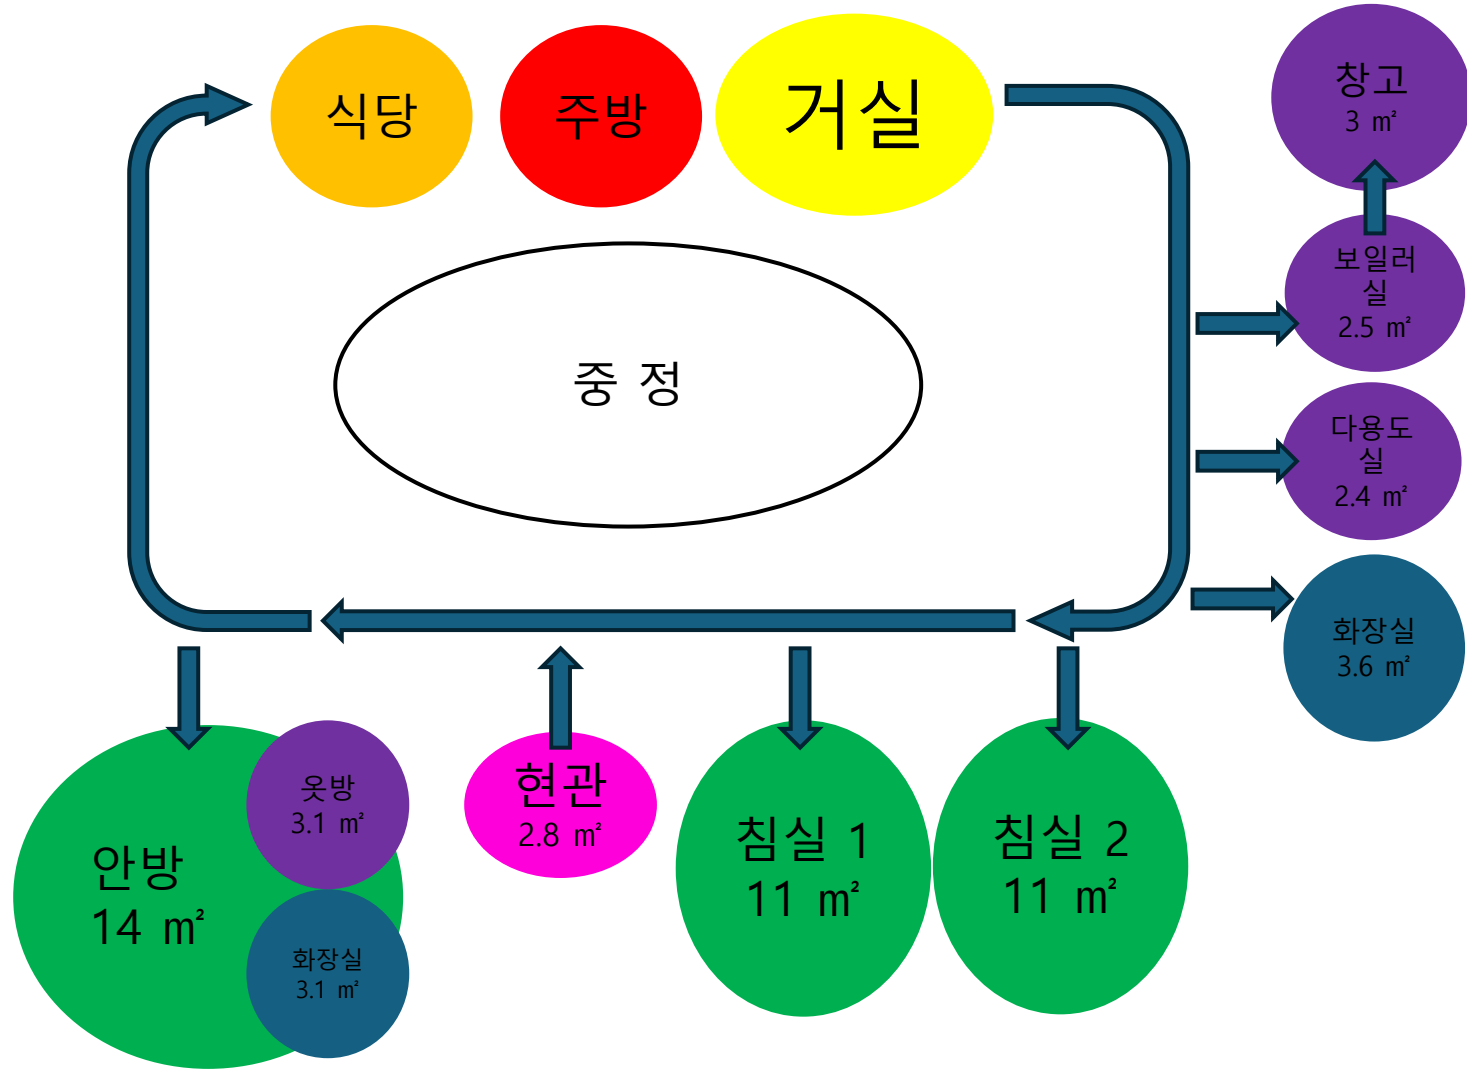 식당
주방
거실
창고
3 ㎡
보일러
실
2.5 ㎡
중 정
다용도
실
2.4 ㎡
화장실
3.6 ㎡
옷방
3.1 ㎡
안방
14 ㎡
화장실
3.1 ㎡
현관
2.8 ㎡
침실 1
11 ㎡
침실 2
11 ㎡